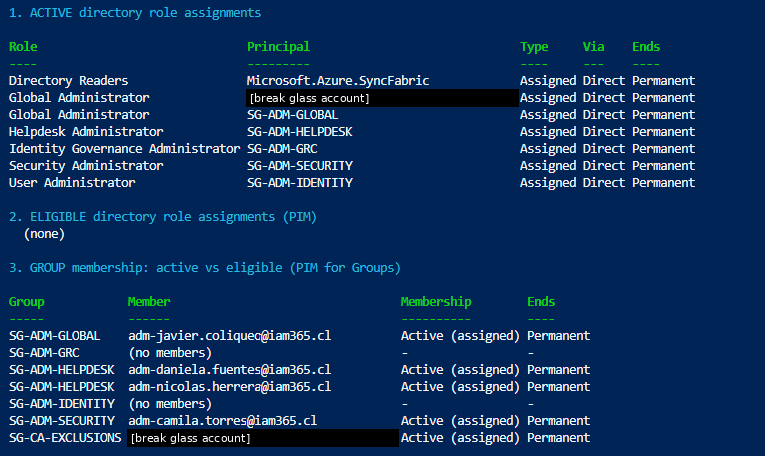 1. ACTIVE directory role assignments
Role Principal Type Via Ends
---- --------- ---- --- ----
Directory Readers Microsoft.Azure.SyncFabric Assigned Direct Permanent
Global Administrator [break glass account] Assigned Direct Permanent
Global Administrator SG-ADM-GLOBAL Assigned Direct Permanent
Helpdesk Administrator SG-ADM-HELPDESK Assigned Direct Permanent
Identity Governance Administrator SG-ADM-GRC Assigned Direct Permanent
Security Administrator SG-ADM-SECURITY Assigned Direct Permanent
User Administrator SG-ADM-IDENTITY Assigned Direct Permanent
2. ELIGIBLE directory role assignments (PIM)
(none)
3. GROUP membership: active vs eligible (PIM for Groups)
Group Member Membership Ends
----- ------ ---------- ----
SG-ADM-GLOBAL adm-javier.coliqueo@iam365.cl Active (assigned) Permanent
SG-ADM-GRC (no members) - -
SG-ADM-HELPDESK adm-daniela.fuentes@iam365.cl Active (assigned) Permanent
SG-ADM-HELPDESK adm-nicolas.herrera@iam365.cl Active (assigned) Permanent
SG-ADM-IDENTITY (no members) - -
SG-ADM-SECURITY adm-camila.torres@iam365.cl Active (assigned) Permanent
SG-CA-EXCLUSIONS [break glass account] Active (assigned) Permanent